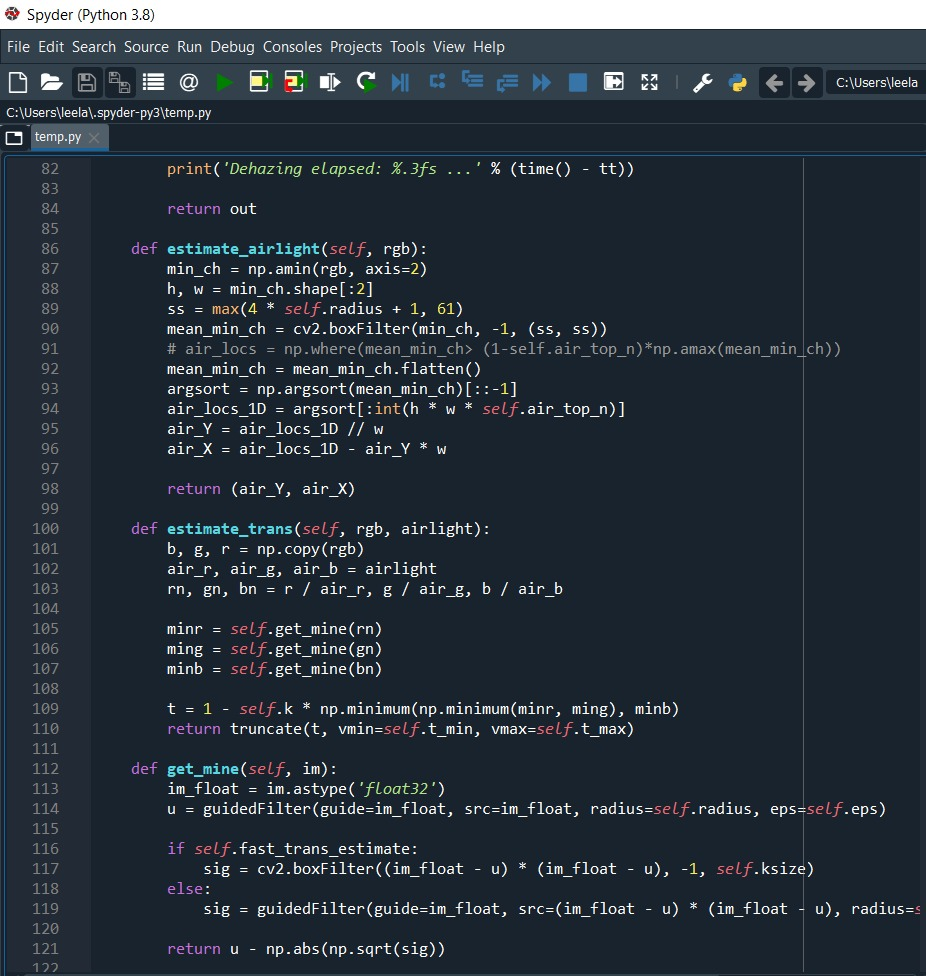 Spyder (Python 3.8)
File Edit Search Source Run Debug Consoles Projects Tools View Help
C:\Users\leela
C:\Users\leela\.spyder-py3\temp.py
temp.py
82         print('Dehazing elapsed: %.3fs ...' % (time() - tt))
83
84         return out
85
86     def estimate_airlight(self, rgb):
87         min_ch = np.amin(rgb, axis=2)
88         h, w = min_ch.shape[:2]
89         ss = max(4 * self.radius + 1, 61)
90         mean_min_ch = cv2.boxFilter(min_ch, -1, (ss, ss))
91         # air_locs = np.where(mean_min_ch> (1-self.air_top_n)*np.amax(mean_min_ch))
92         mean_min_ch = mean_min_ch.flatten()
93         argsort = np.argsort(mean_min_ch)[::-1]
94         air_locs_1D = argsort[:int(h * w * self.air_top_n)]
95         air_Y = air_locs_1D // w
96         air_X = air_locs_1D - air_Y * w
97
98         return (air_Y, air_X)
99
100     def estimate_trans(self, rgb, airlight):
101         b, g, r = np.copy(rgb)
102         air_r, air_g, air_b = airlight
103         rn, gn, bn = r / air_r, g / air_g, b / air_b
104
105         minr = self.get_mine(rn)
106         ming = self.get_mine(gn)
107         minb = self.get_mine(bn)
108
109         t = 1 - self.k * np.minimum(np.minimum(minr, ming), minb)
110         return truncate(t, vmin=self.t_min, vmax=self.t_max)
111
112     def get_mine(self, im):
113         im_float = im.astype('float32')
114         u = guidedFilter(guide=im_float, src=im_float, radius=self.radius, eps=self.eps)
115
116         if self.fast_trans_estimate:
117             sig = cv2.boxFilter((im_float - u) * (im_float - u), -1, self.ksize)
118         else:
119             sig = guidedFilter(guide=im_float, src=(im_float - u) * (im_float - u), radius=s
120
121         return u - np.abs(np.sqrt(sig))
122